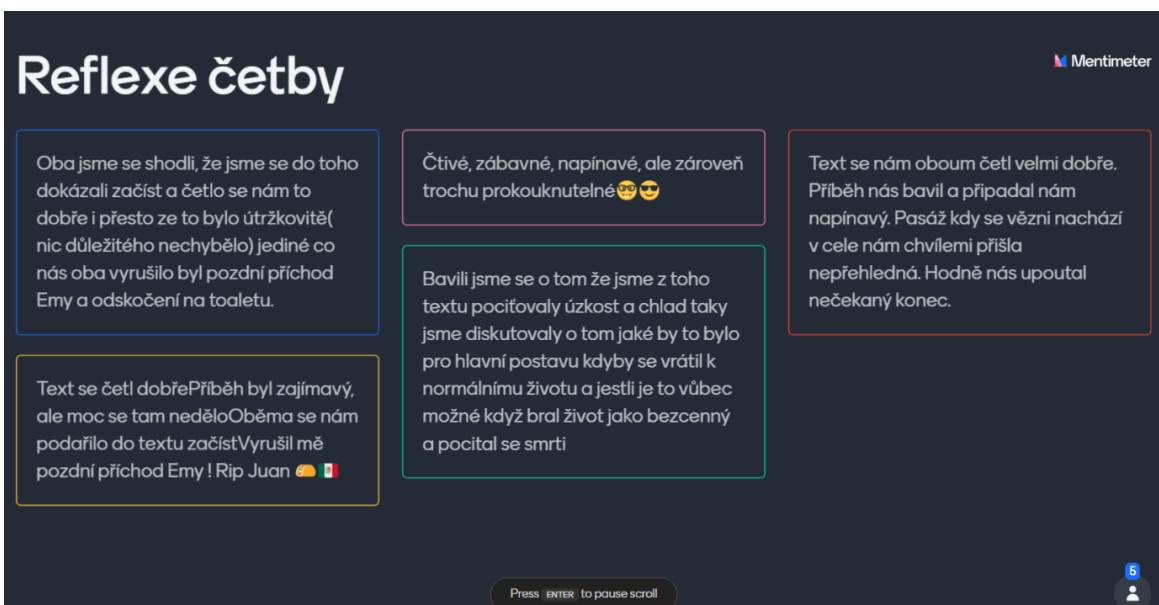 Reflexe četby
Mentimeter
Oba jsme se shodli, že jsme se do toho
dokázali začíst a četlo se nám to
dobře i přesto ze to bylo útržkovitě(
nic důležitého nechybělo) jediné co
nás oba vyrušilo byl pozdní příchod
Emy a odskočení na toaletu.
Text se četl dobřePříběh byl zajímavý,
ale moc se tam neděloOběma se nám
podařilo do textu začístVyrušil mě
pozdní příchod Emy ! Rip Juan 🌮🇲🇽
Čtivé, zábavné, napínavé, ale zároveň
trochu prokouknutelné🤓😎
Bavili jsme se o tom že jsme z toho
textu pociťovaly úzkost a chlad taky
jsme diskutovaly o tom jaké by to bylo
pro hlavní postavu kdyby se vrátil k
normálnímu životu a jestli je to vůbec
možné když bral život jako bezcenný
a pocital se smrti
Text se nám oboum četl velmi dobře.
Příběh nás bavil a připadal nám
napínavý. Pasáž kdy se vězni nachází
v cele nám chvílemi přišla
nepřehledná. Hodně nás upoutal
nečekaný konec.
Press ENTER to pause scroll
5